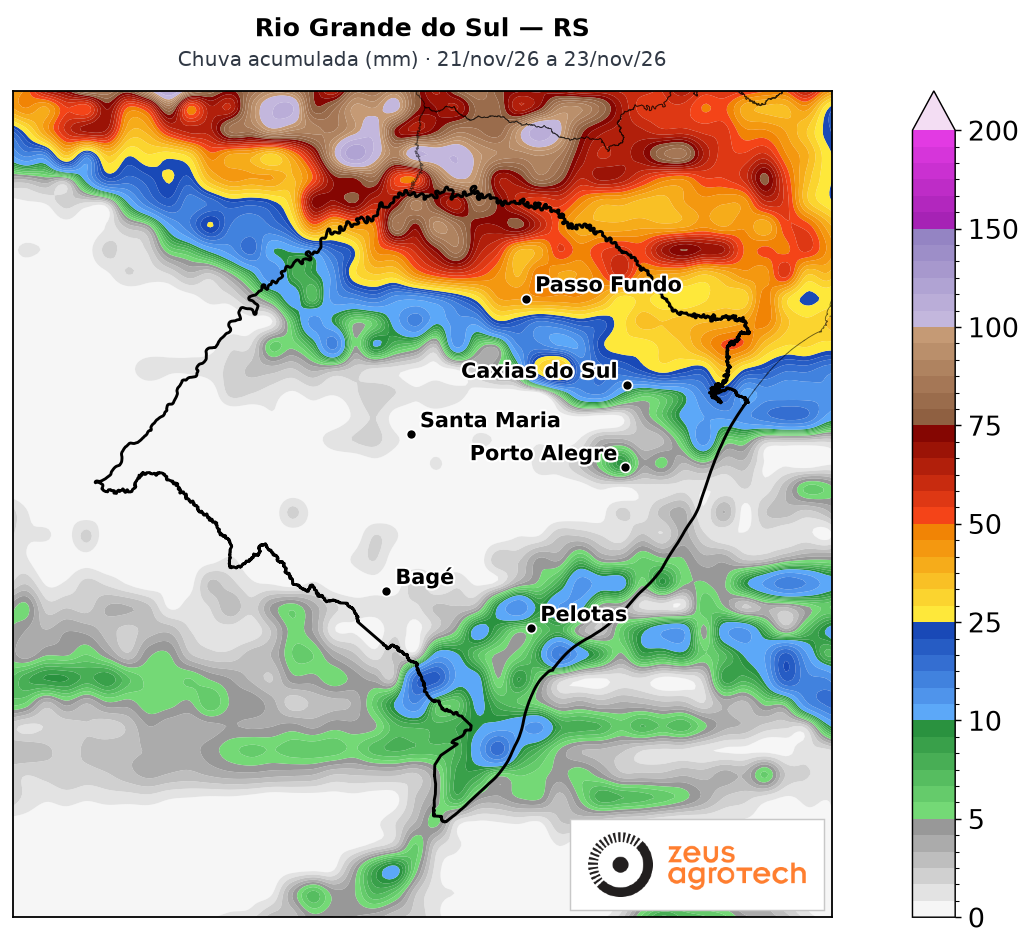 Rio Grande do Sul — RS
Chuva acumulada (mm) · 21/nov/26 a 23/nov/26
200
150
100
75
50
25
10
5
0
Passo Fundo
Caxias do Sul
Santa Maria
Porto Alegre
Bagé
Pelotas
zeus
agrotech